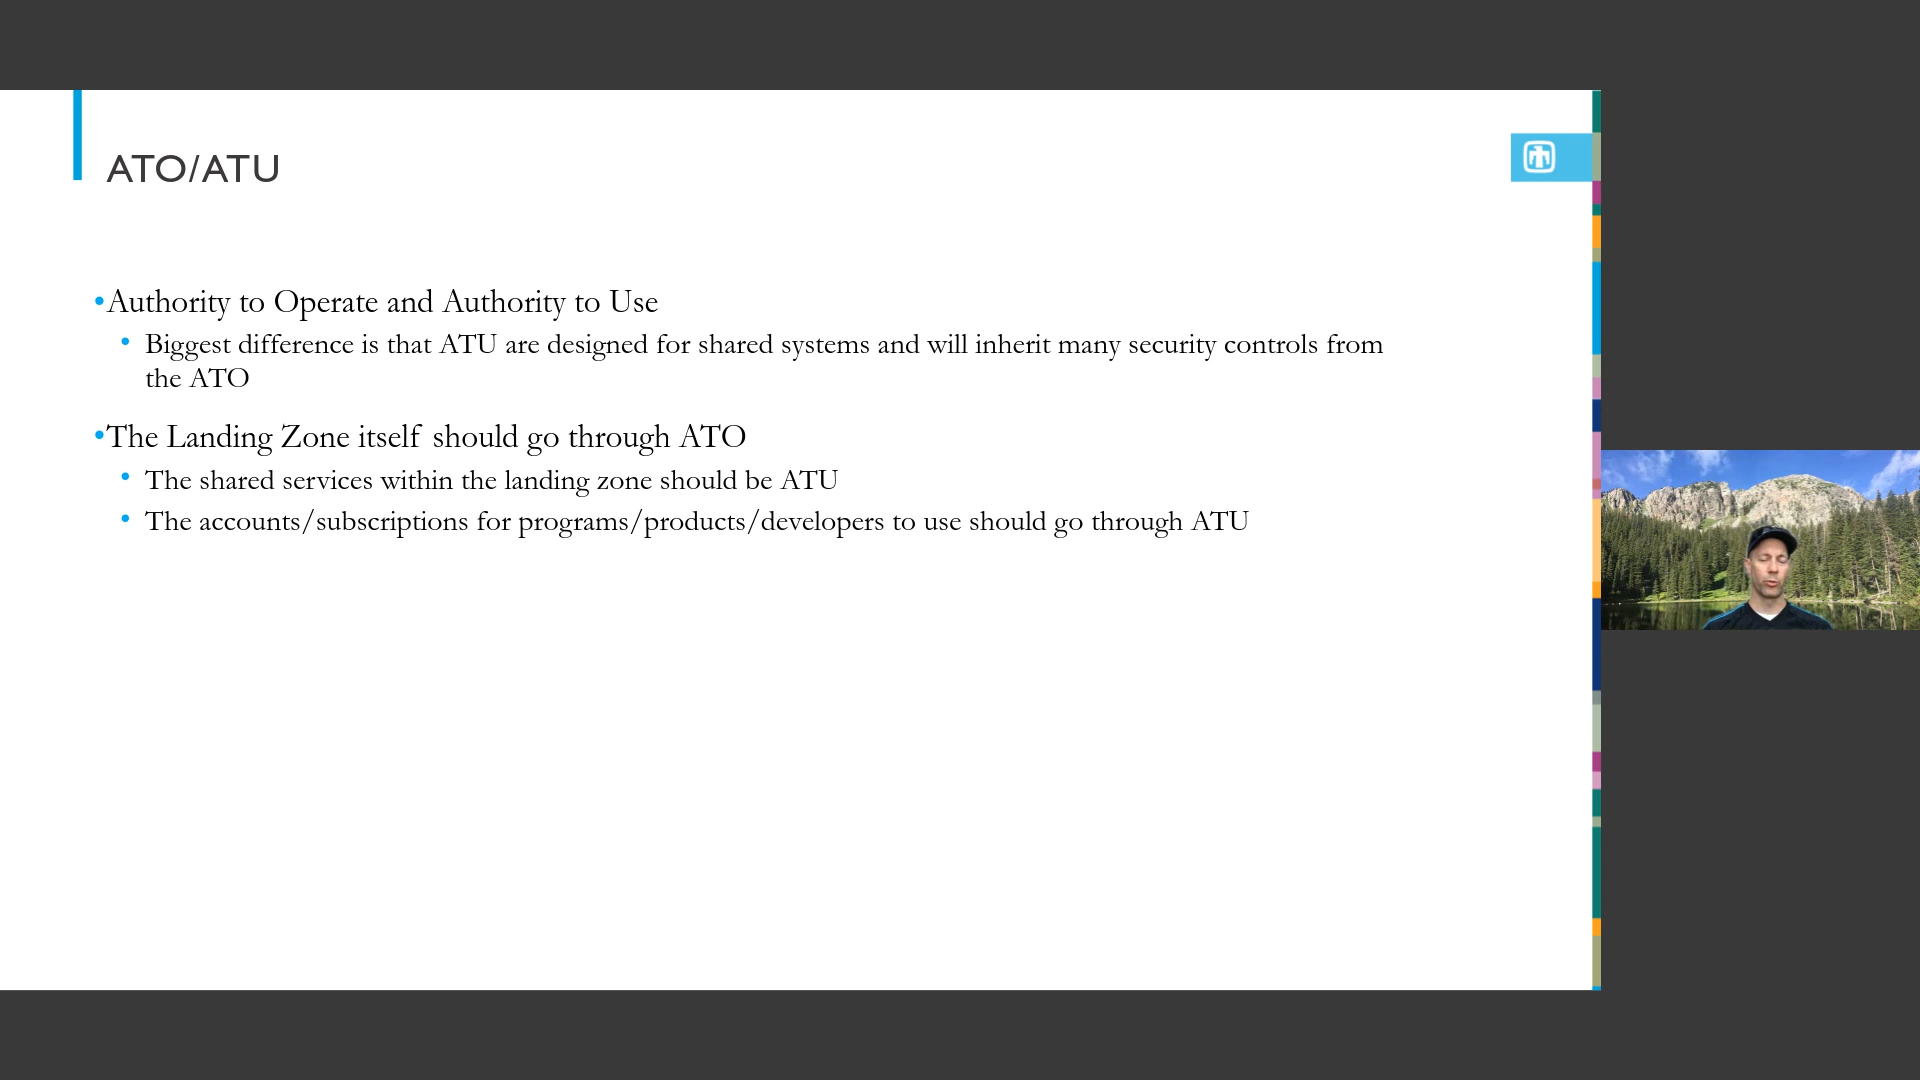 ATO/ATU
•Authority to Operate and Authority to Use
• Biggest difference is that ATU are designed for shared systems and will inherit many security controls from
the ATO
•The Landing Zone itself should go through ATO
• The shared services within the landing zone should be ATU
• The accounts/subscriptions for programs/products/developers to use should go through ATU